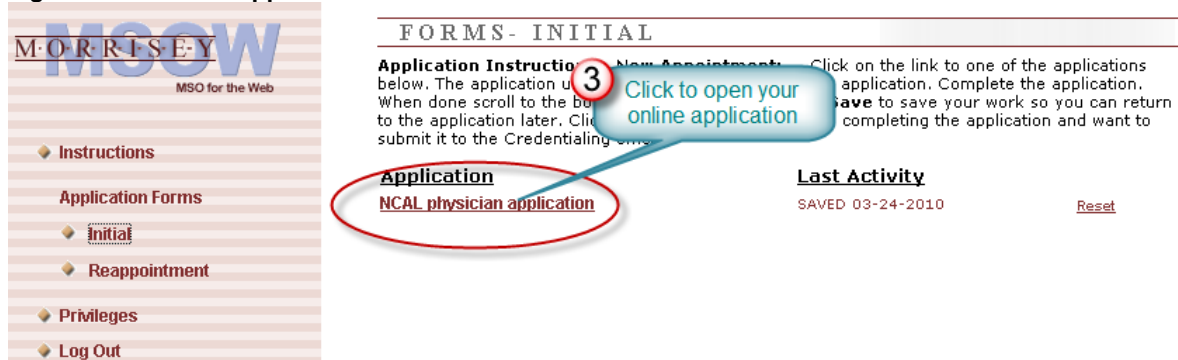 M·O·R·R·I·S·E·Y
MSOW
MSO for the Web
Instructions
Application Forms
Initial
Reappointment
Privileges
Log Out
FORMS- INITIAL
Application Instructions New Appointment: Click on the link to one of the applications
below. The application application. Complete the application.
When done scroll to the Save to save your work so you can return
to the application later. completing the application and want to
submit it to the Credentialing
3
Click to open your
online application
Application Last Activity
NCAL physician application SAVED 03-24-2010 Reset